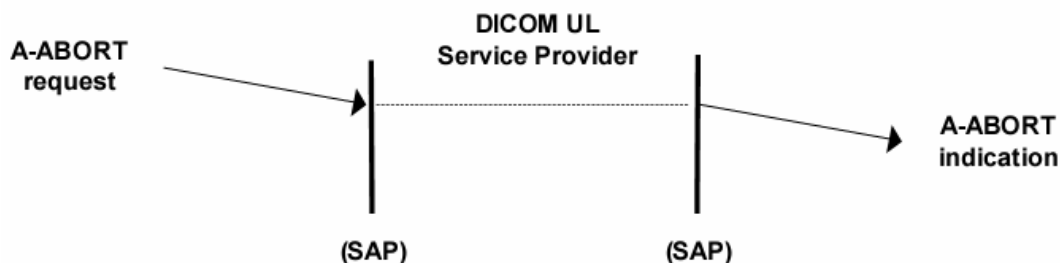 DICOM UL
Service Provider
A-ABORT
request
A-ABORT
indication
(SAP)
(SAP)